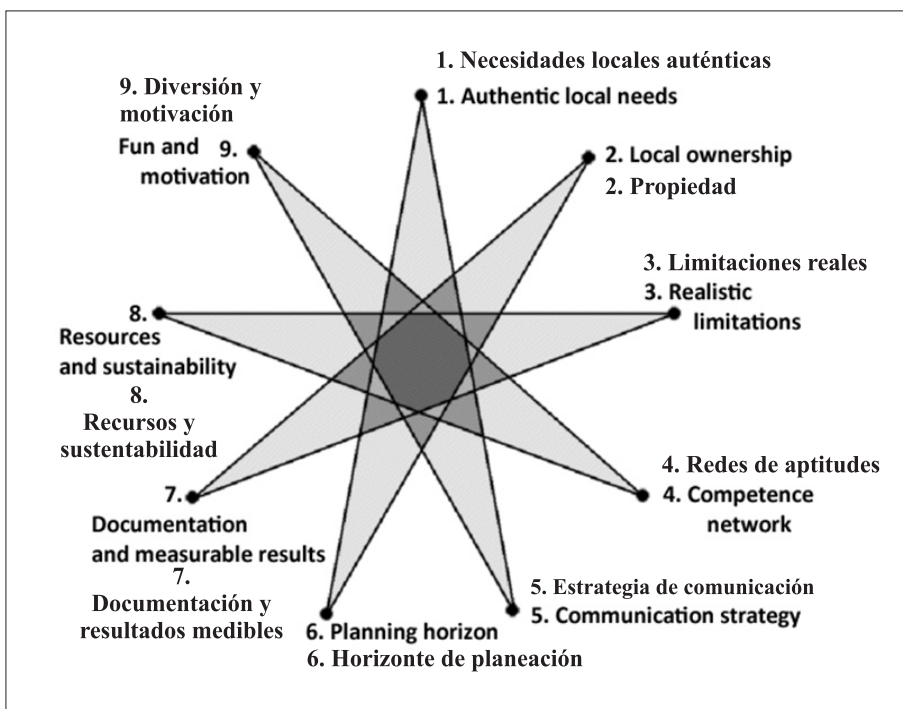 1. Necesidades locales auténticas
1. Authentic local needs
2. Local ownership
2. Propiedad
3. Limitaciones reales
3. Realistic
limitations
4. Redes de aptitudes
4. Competence
network
5. Estrategia de comunicación
5. Communication strategy
6. Planning horizon
6. Horizonte de planeación
7.
Documentation
and measurable results
7.
Documentación y
resultados medibles
8.
Resources
and sustainability
8.
Recursos y
sustentabilidad
9. Diversión y
motivación
Fun and 9.
motivation